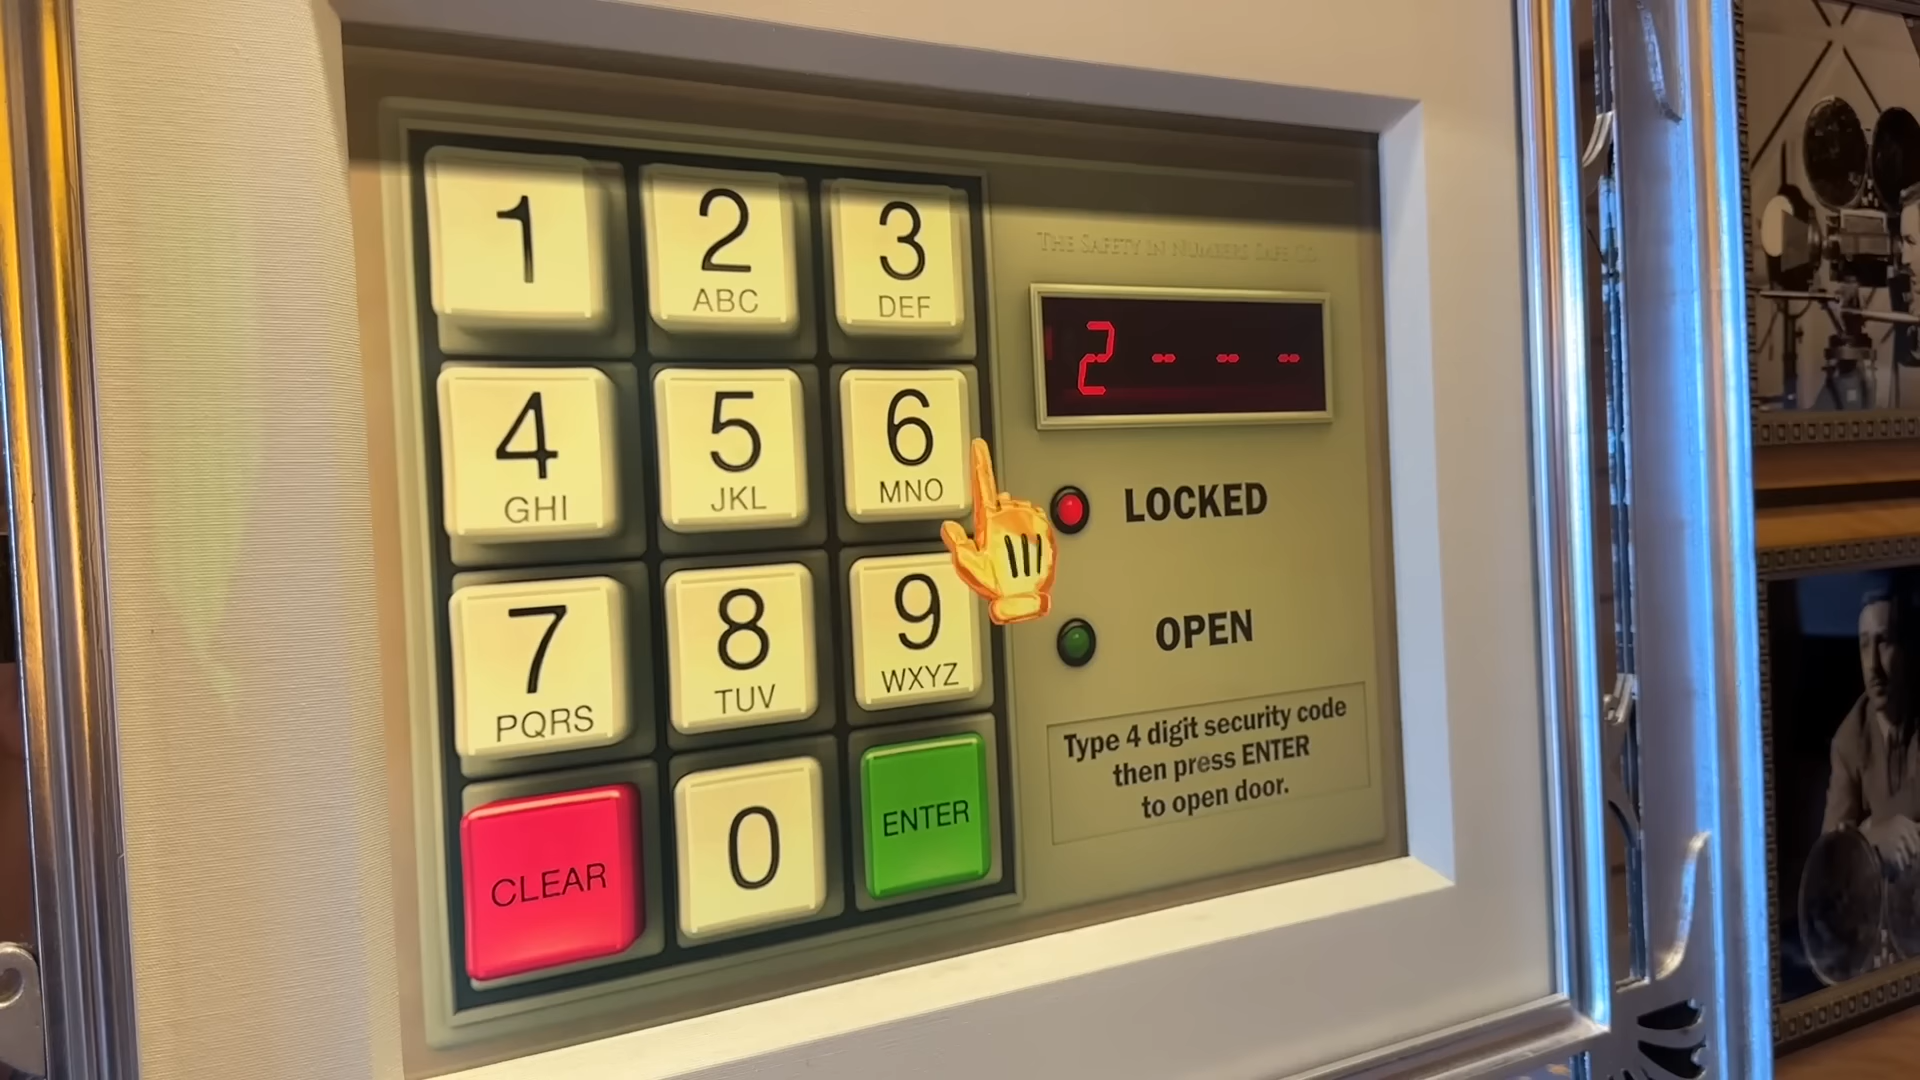 1
2
ABC
3
DEF
4
GHI
5
JKL
6
MNO
7
PQRS
8
TUV
9
WXYZ
CLEAR
0
ENTER
THE SAFETY IN NUMBERS SAFE CO.
2 - - -
LOCKED
OPEN
Type 4 digit security code
then press ENTER
to open door.